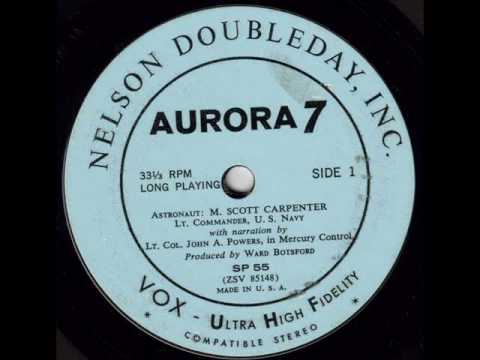 NELSON DOUBLEDAY, INC.
AURORA 7
33⅓ RPM
LONG PLAYING
SIDE 1
ASTRONAUT: M. SCOTT CARPENTER
LT. COMMANDER, U. S. NAVY
with narration by
LT. COL. JOHN A. POWERS, in MERCURY CONTROL
Produced by WARD BOTSFORD
SP 55
(ZSV 85148)
MADE IN U. S. A.
VOX - ULTRA HIGH FIDELITY
COMPATIBLE STEREO